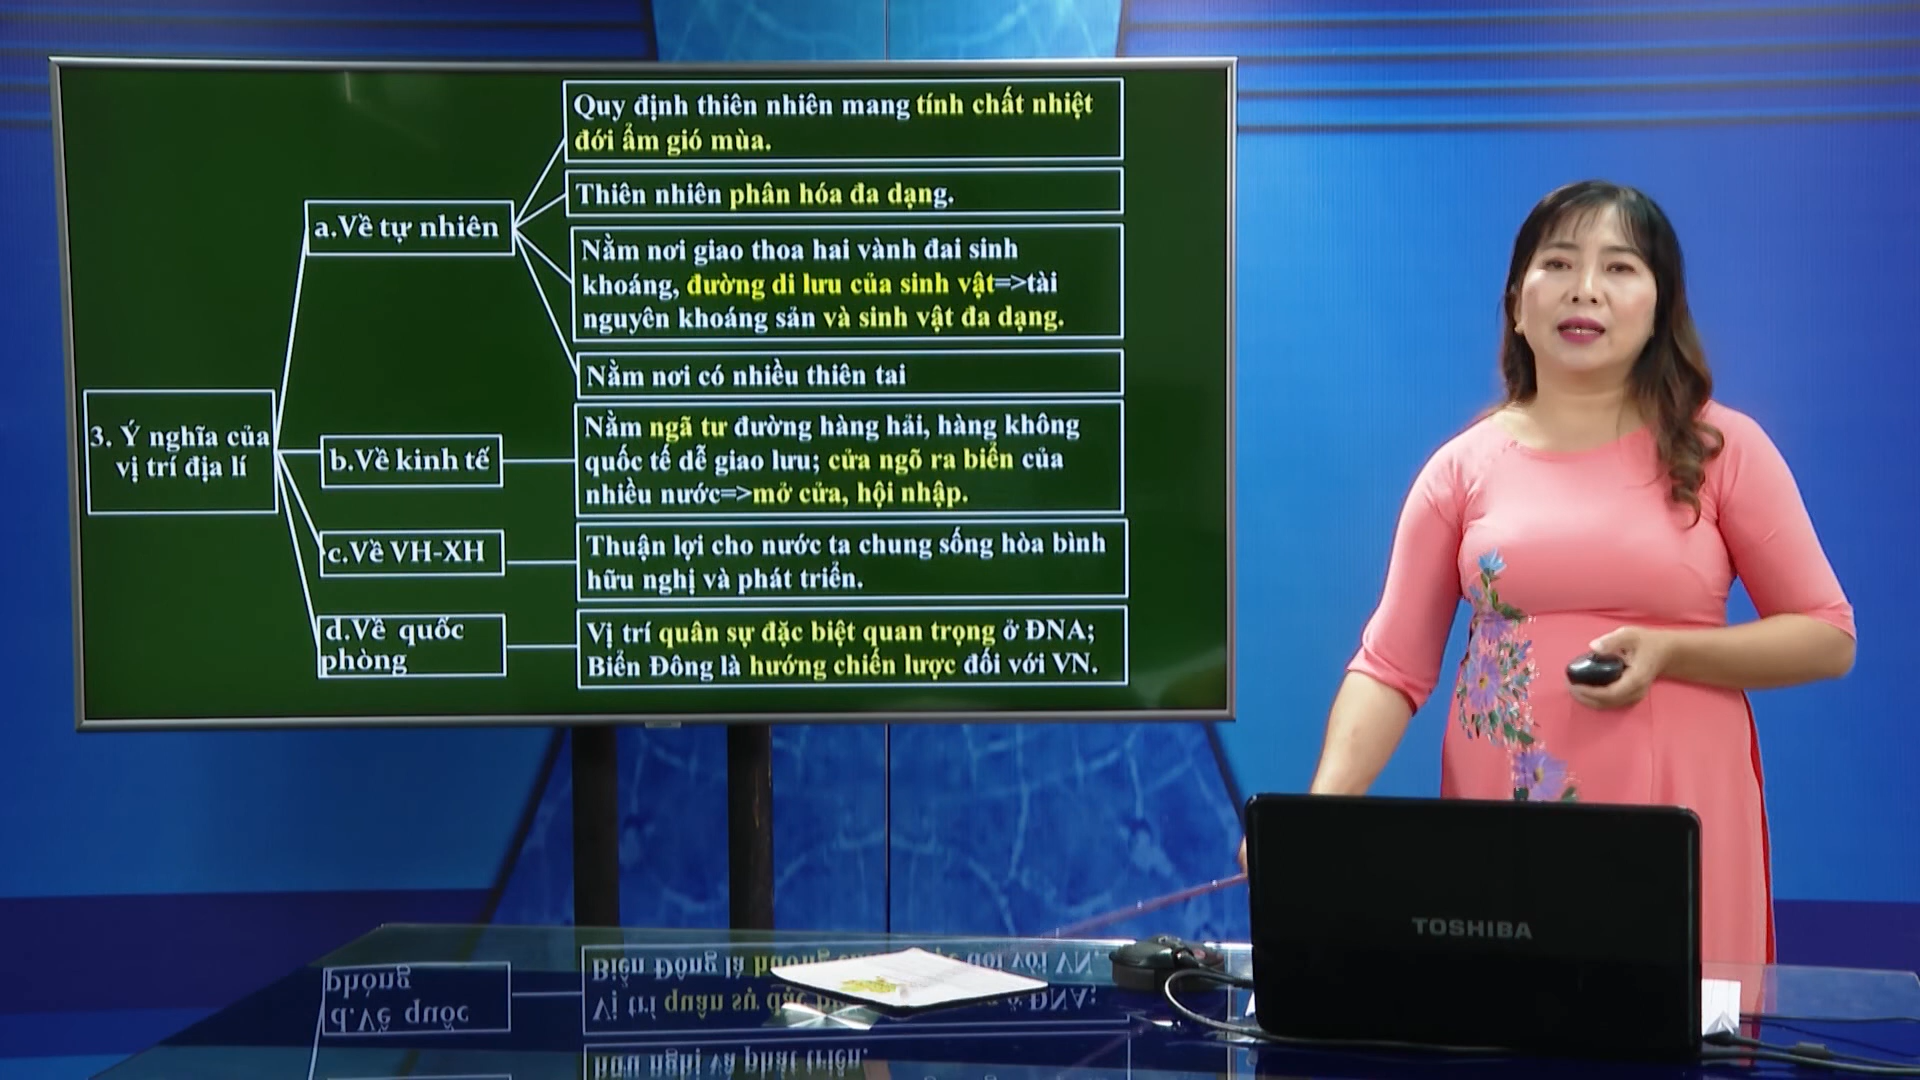 3. Ý nghĩa của
vị trí địa lí
a.Về tự nhiên
Quy định thiên nhiên mang tính chất nhiệt
đới ẩm gió mùa.
Thiên nhiên phân hóa đa dạng.
Nằm nơi giao thoa hai vành đai sinh
khoáng, đường di lưu của sinh vật=>tài
nguyên khoáng sản và sinh vật đa dạng.
Nằm nơi có nhiều thiên tai
b.Về kinh tế
Nằm ngã tư đường hàng hải, hàng không
quốc tế dễ giao lưu; cửa ngõ ra biển của
nhiều nước=>mở cửa, hội nhập.
c.Về VH-XH
Thuận lợi cho nước ta chung sống hòa bình
hữu nghị và phát triển.
d.Về quốc
phòng
Vị trí quân sự đặc biệt quan trọng ở ĐNA;
Biển Đông là hướng chiến lược đối với VN.
TOSHIBA